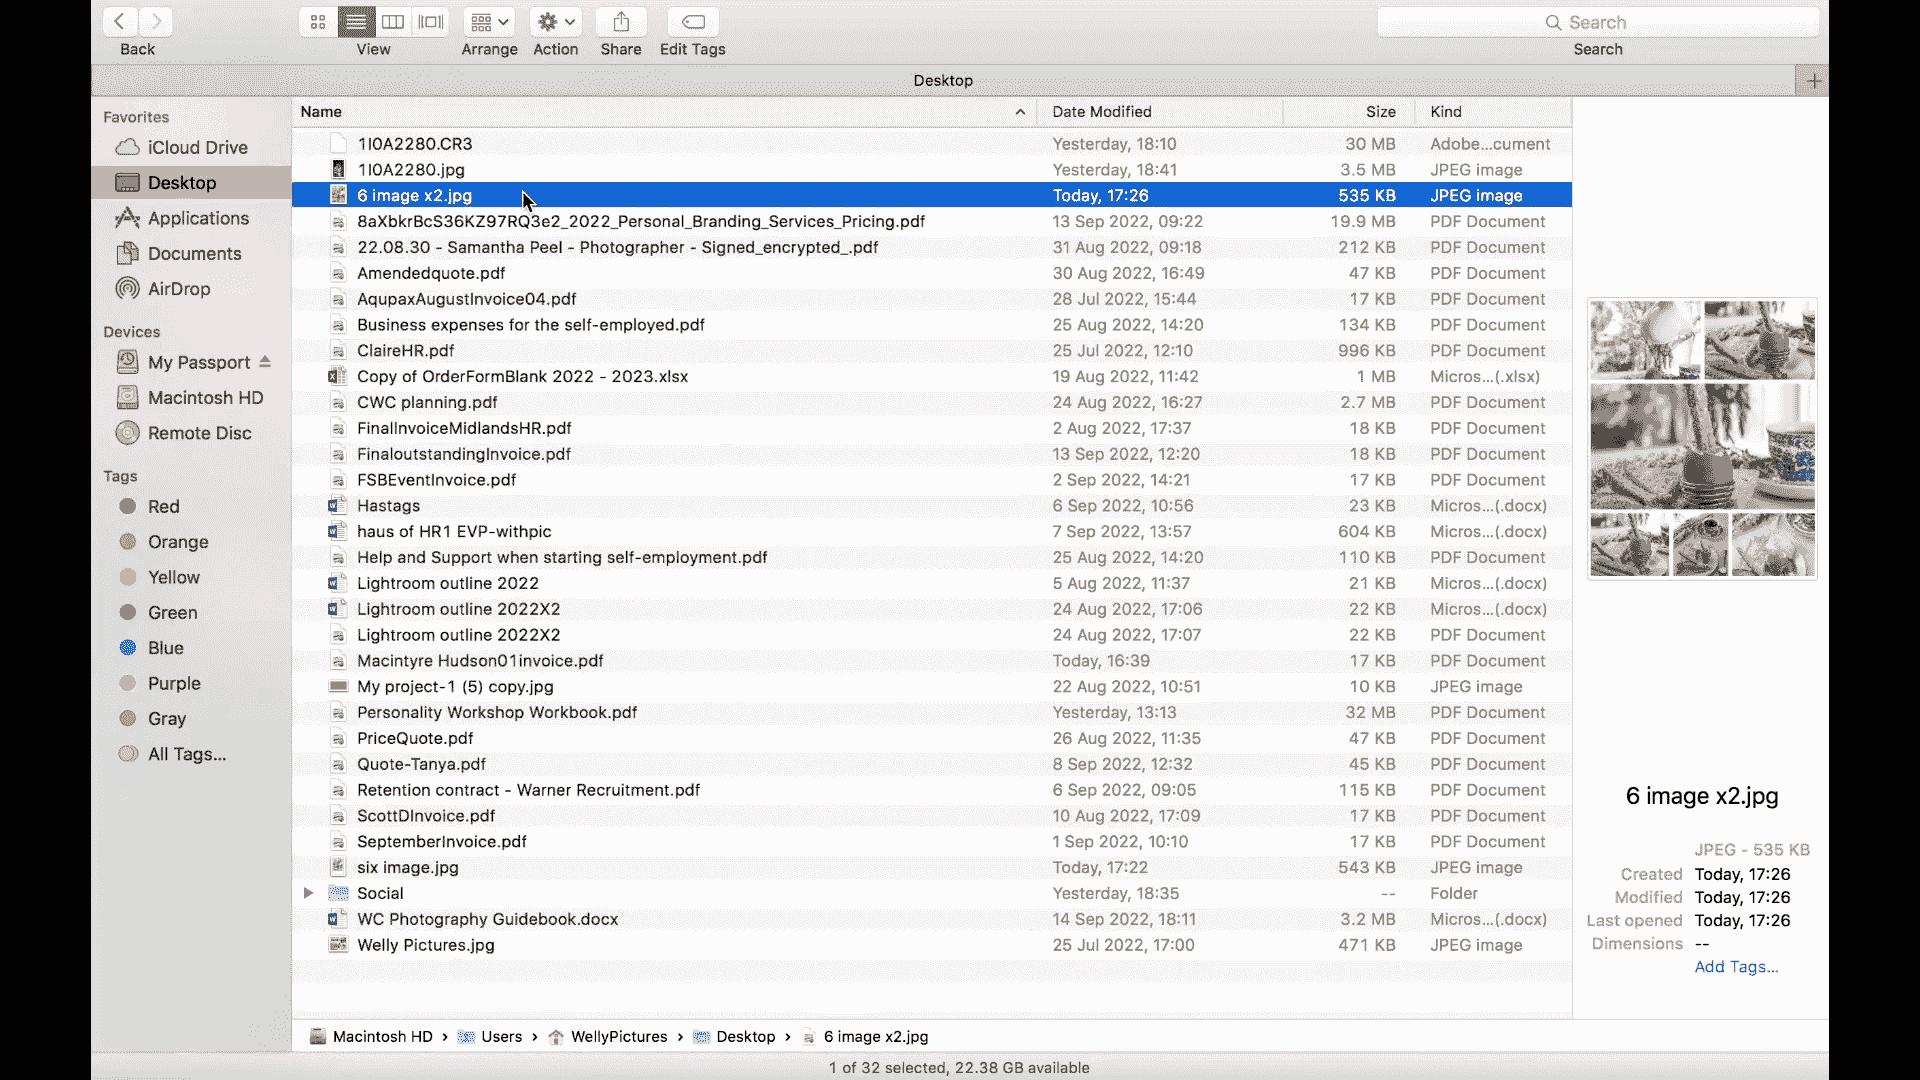 Back
View
Arrange
Action
Share
Edit Tags
Search
Search
Desktop
Favorites
iCloud Drive
Desktop
Applications
Documents
AirDrop
Devices
My Passport
Macintosh HD
Remote Disc
Tags
Red
Orange
Yellow
Green
Blue
Purple
Gray
All Tags...
Name Date Modified Size Kind
1I0A2280.CR3 Yesterday, 18:10 30 MB Adobe...cument
1I0A2280.jpg Yesterday, 18:41 3.5 MB JPEG image
6 image x2.jpg Today, 17:26 535 KB JPEG image
8aXbkrBcS36KZ97RQ3e2_2022_Personal_Branding_Services_Pricing.pdf 13 Sep 2022, 09:22 19.9 MB PDF Document
22.08.30 - Samantha Peel - Photographer - Signed_encrypted_.pdf 31 Aug 2022, 09:18 212 KB PDF Document
Amendedquote.pdf 30 Aug 2022, 16:49 47 KB PDF Document
AqupaxAugustInvoice04.pdf 28 Jul 2022, 15:44 17 KB PDF Document
Business expenses for the self-employed.pdf 25 Aug 2022, 14:20 134 KB PDF Document
ClaireHR.pdf 25 Jul 2022, 12:10 996 KB PDF Document
Copy of OrderFormBlank 2022 - 2023.xlsx 19 Aug 2022, 11:42 1 MB Micros...(.xlsx)
CWC planning.pdf 24 Aug 2022, 16:27 2.7 MB PDF Document
FinalInvoiceMidlandsHR.pdf 2 Aug 2022, 17:37 18 KB PDF Document
FinaloutstandingInvoice.pdf 13 Sep 2022, 12:20 18 KB PDF Document
FSBEventInvoice.pdf 2 Sep 2022, 14:21 17 KB PDF Document
Hastags 6 Sep 2022, 10:56 23 KB Micros...(.docx)
haus of HR1 EVP-withpic 7 Sep 2022, 13:57 604 KB Micros...(.docx)
Help and Support when starting self-employment.pdf 25 Aug 2022, 14:20 110 KB PDF Document
Lightroom outline 2022 5 Aug 2022, 11:37 21 KB Micros...(.docx)
Lightroom outline 2022X2 24 Aug 2022, 17:06 22 KB Micros...(.docx)
Lightroom outline 2022X2 24 Aug 2022, 17:07 22 KB PDF Document
Macintyre Hudson01invoice.pdf Today, 16:39 17 KB PDF Document
My project-1 (5) copy.jpg 22 Aug 2022, 10:51 10 KB JPEG image
Personality Workshop Workbook.pdf Yesterday, 13:13 32 MB PDF Document
PriceQuote.pdf 26 Aug 2022, 11:35 47 KB PDF Document
Quote-Tanya.pdf 8 Sep 2022, 12:32 45 KB PDF Document
Retention contract - Warner Recruitment.pdf 6 Sep 2022, 09:05 115 KB PDF Document
ScottDInvoice.pdf 10 Aug 2022, 17:09 17 KB PDF Document
SeptemberInvoice.pdf 1 Sep 2022, 10:10 17 KB PDF Document
six image.jpg Today, 17:22 543 KB JPEG image
Social Yesterday, 18:35 -- Folder
WC Photography Guidebook.docx 14 Sep 2022, 18:11 3.2 MB Micros...(.docx)
Welly Pictures.jpg 25 Jul 2022, 17:00 471 KB JPEG image
6 image x2.jpg
JPEG - 535 KB
Created Today, 17:26
Modified Today, 17:26
Last opened Today, 17:26
Dimensions --
Add Tags...
Macintosh HD › Users › WellyPictures › Desktop › 6 image x2.jpg
1 of 32 selected, 22.38 GB available